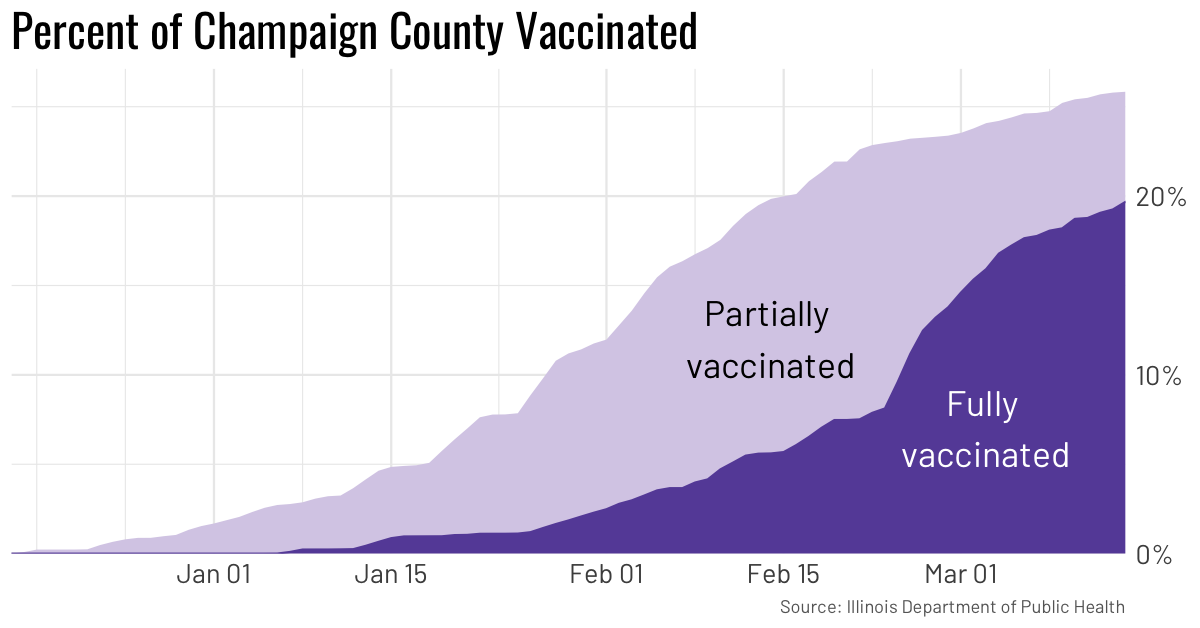 Percent of Champaign County Vaccinated
20%
Partially
vaccinated
10%
Fully
vaccinated
0%
Jan 01 Jan 15 Feb 01 Feb 15 Mar 01
Source: Illinois Department of Public Health